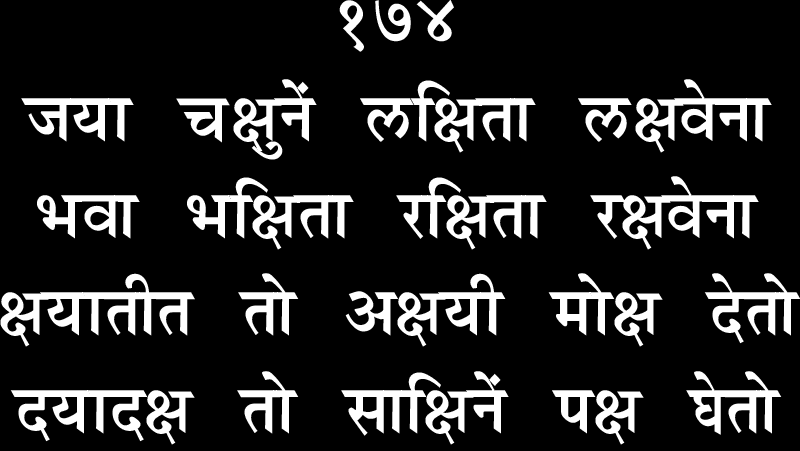 १७४
जया चक्षुनें लक्षिता लक्षवेना
भवा भक्षिता रक्षिता रक्षवेना
क्षयातीत तो अक्षयी मोक्ष देतो
दयादक्ष तो साक्षिनें पक्ष घेतो